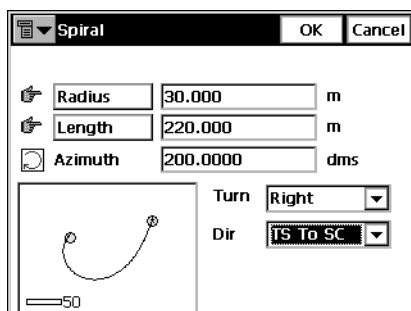 Spiral OK Cancel
Radius 30.000 m
Length 220.000 m
Azimuth 200.0000 dms
Turn Right
Dir TS To SC
50